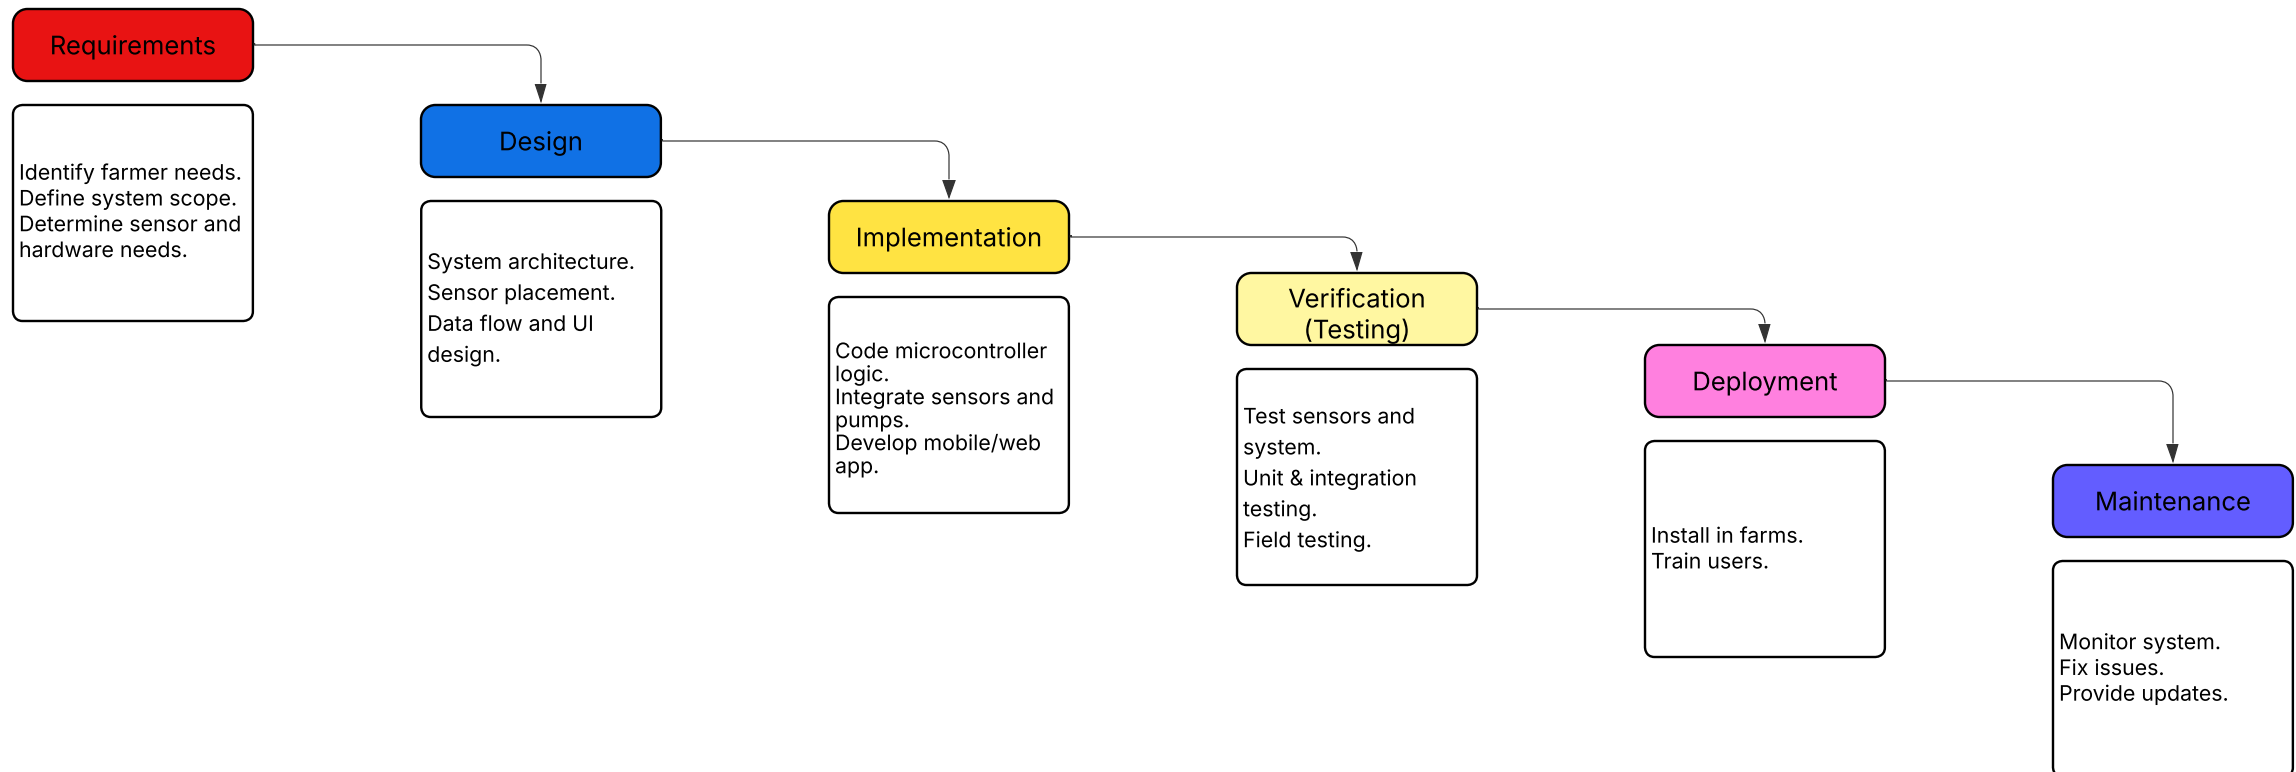 Requirements
Identify farmer needs.
Define system scope.
Determine sensor and
hardware needs.
Design
System architecture.
Sensor placement.
Data flow and UI
design.
Implementation
Code microcontroller
logic.
Integrate sensors and
pumps.
Develop mobile/web
app.
Verification
(Testing)
Test sensors and
system.
Unit & integration
testing.
Field testing.
Deployment
Install in farms.
Train users.
Maintenance
Monitor system.
Fix issues.
Provide updates.